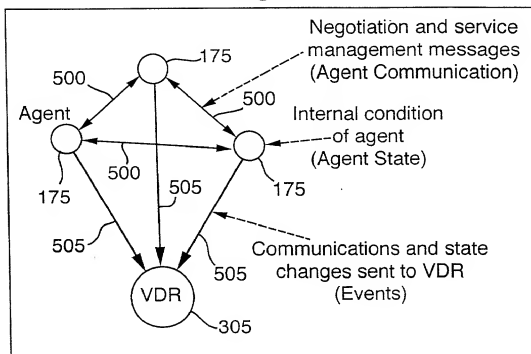 175
Negotiation and service
management messages
(Agent Communication)
500
500
Agent
Internal condition
of agent
(Agent State)
500
175
175
505
505
505
Communications and state
changes sent to VDR
(Events)
VDR
305